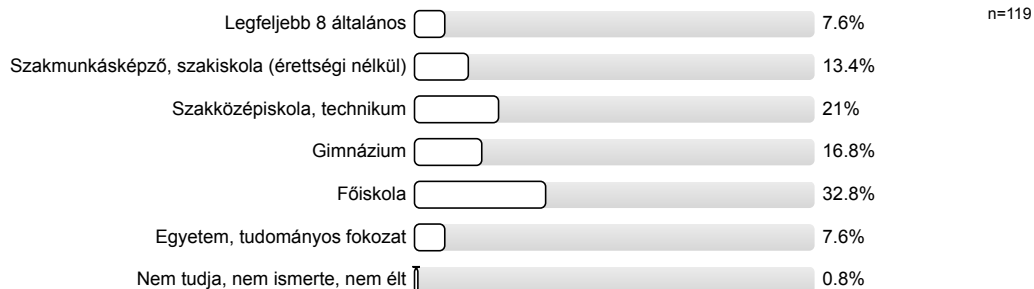 Legfeljebb 8 általános 7.6% n=119
Szakmunkásképző, szakiskola (érettségi nélkül) 13.4%
Szakközépiskola, technikum 21%
Gimnázium 16.8%
Főiskola 32.8%
Egyetem, tudományos fokozat 7.6%
Nem tudja, nem ismerte, nem élt 0.8%